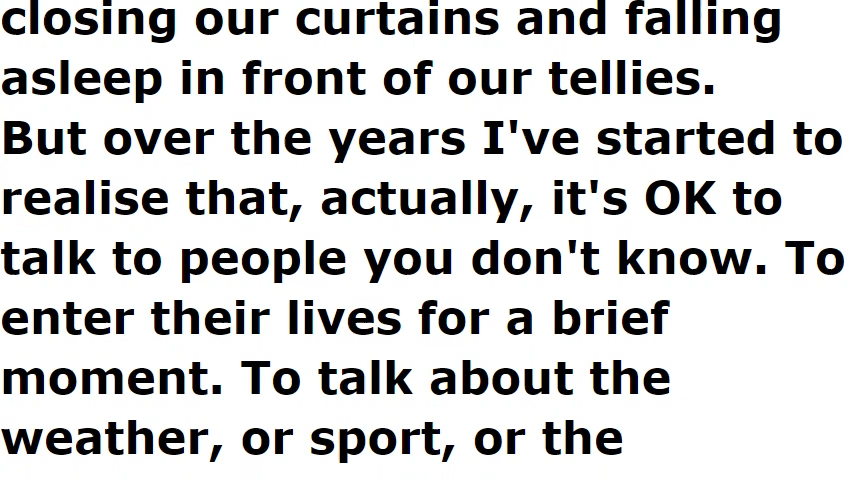 closing our curtains and falling
asleep in front of our tellies.
But over the years I've started to
realise that, actually, it's OK to
talk to people you don't know. To
enter their lives for a brief
moment. To talk about the
weather, or sport, or the